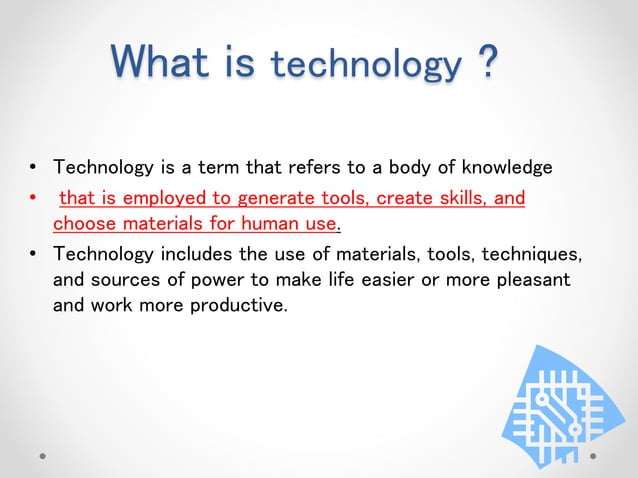 What is technology ?
• Technology is a term that refers to a body of knowledge
• that is employed to generate tools, create skills, and
choose materials for human use.
• Technology includes the use of materials, tools, techniques,
and sources of power to make life easier or more pleasant
and work more productive.